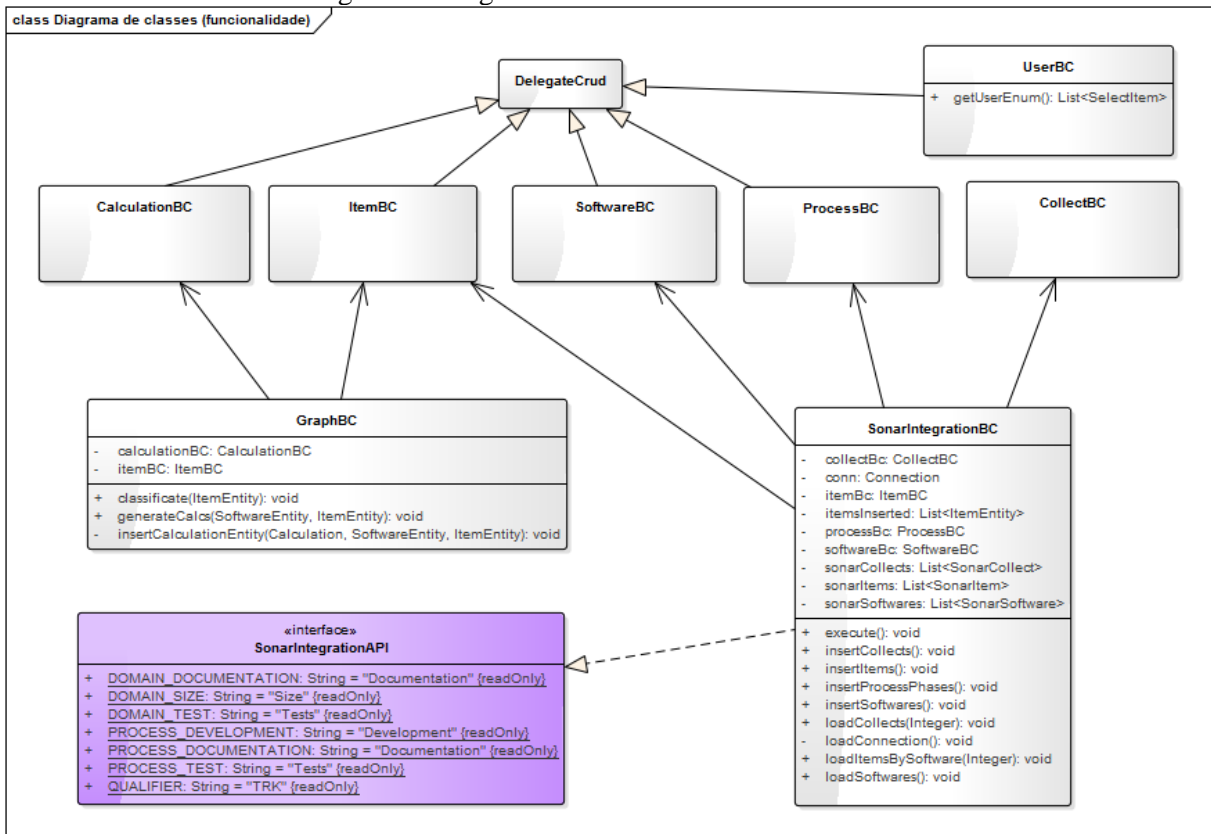 class Diagrama de classes (funcionalidade)
DelegateCrud
UserBC
+ getUserEnum(): List<SelectItem>
CalculationBC
ItemBC
SoftwareBC
ProcessBC
CollectBC
GraphBC
- calculationBC: CalculationBC
- itemBC: ItemBC
+ classificate(ItemEntity): void
+ generateCalcs(SoftwareEntity, ItemEntity): void
- insertCalculationEntity(Calculation, SoftwareEntity, ItemEntity): void
SonarIntegrationBC
- collectBc: CollectBC
- conn: Connection
- itemBc: ItemBC
- itemsInserted: List<ItemEntity>
- processBc: ProcessBC
- softwareBc: SoftwareBC
- sonarCollects: List<SonarCollect>
- sonarItems: List<SonarItem>
- sonarSoftwares: List<SonarSoftware>
+ execute(): void
+ insertCollects(): void
+ insertItems(): void
+ insertProcessPhases(): void
+ insertSoftwares(): void
+ loadCollects(Integer): void
- loadConnection(): void
+ loadItemsBySoftware(Integer): void
+ loadSoftwares(): void
«interface»
SonarIntegrationAPI
+ DOMAIN_DOCUMENTATION: String = "Documentation" {readOnly}
+ DOMAIN_SIZE: String = "Size" {readOnly}
+ DOMAIN_TEST: String = "Tests" {readOnly}
+ PROCESS_DEVELOPMENT: String = "Development" {readOnly}
+ PROCESS_DOCUMENTATION: String = "Documentation" {readOnly}
+ PROCESS_TEST: String = "Tests" {readOnly}
+ QUALIFIER: String = "TRK" {readOnly}